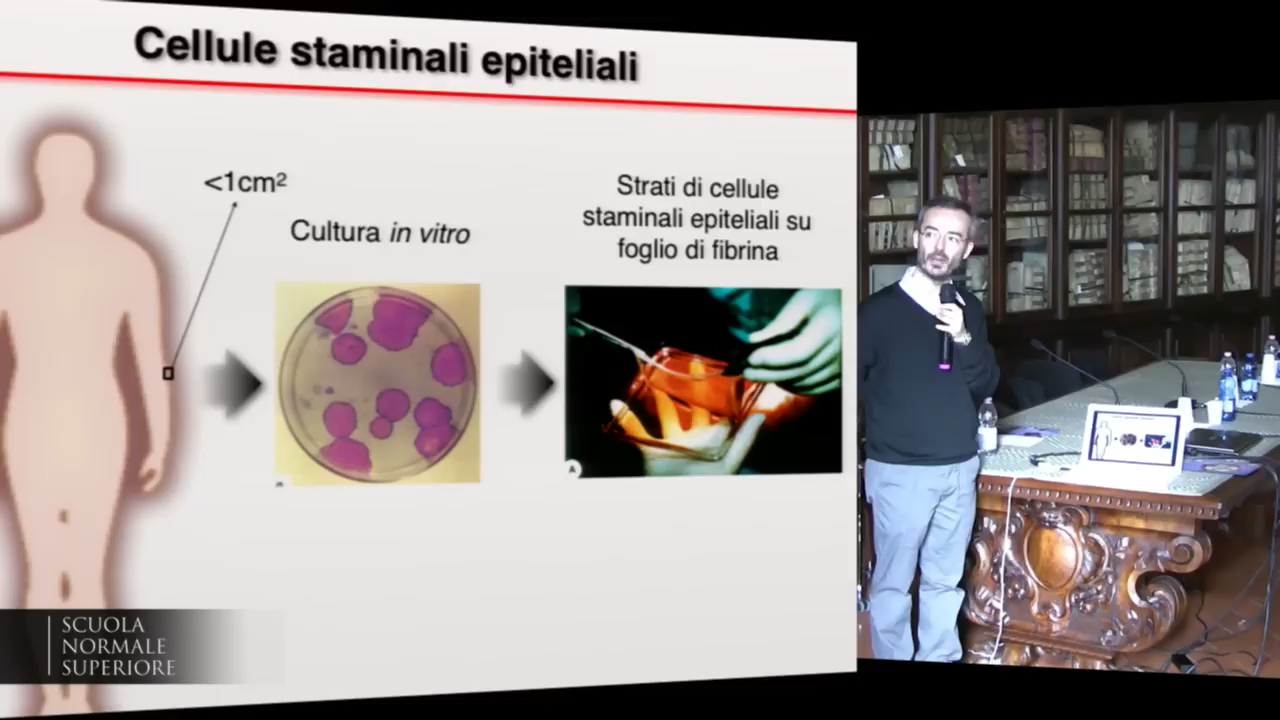 Cellule staminali epiteliali
<1cm²
Cultura in vitro
Strati di cellule
staminali epiteliali su
foglio di fibrina
A
SCUOLA
NORMALE
SUPERIORE